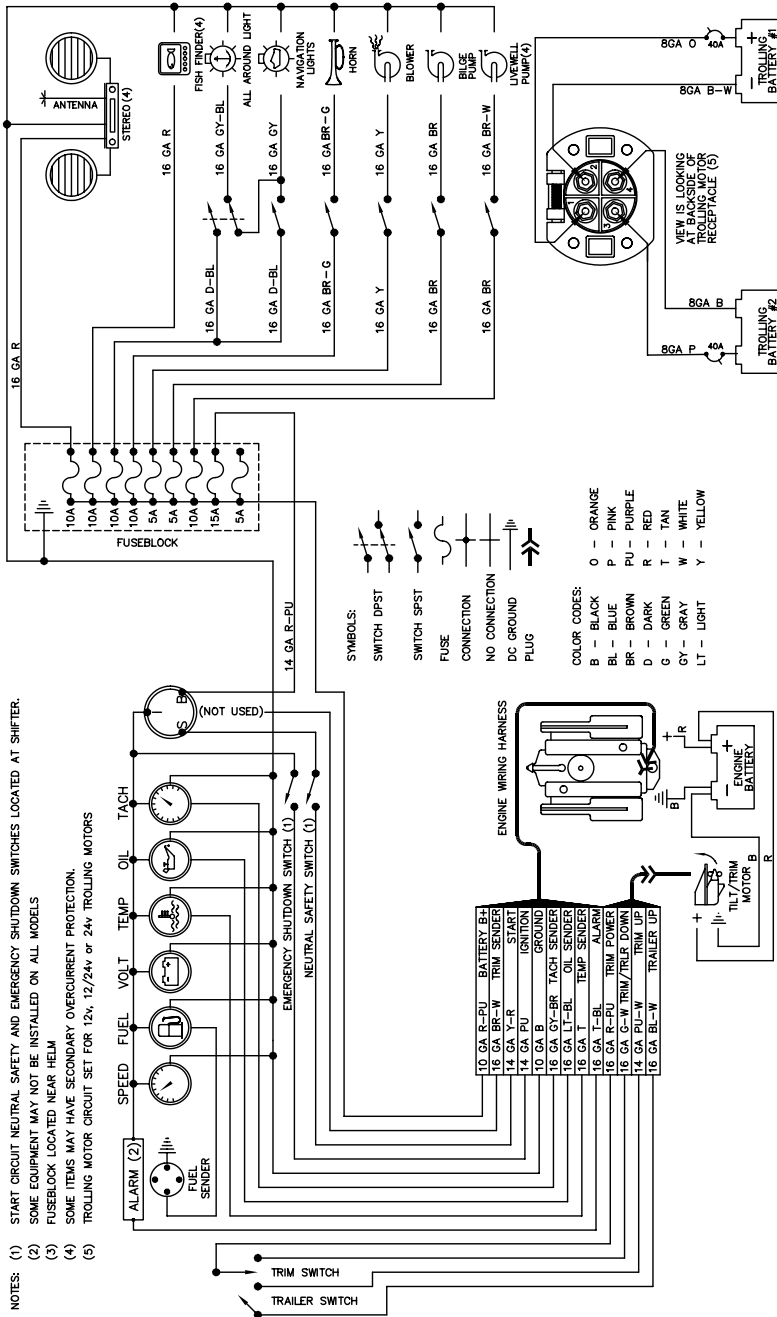 NOTES: (1) START CIRCUIT NEUTRAL SAFETY AND EMERGENCY SHUTDOWN SWITCHES LOCATED AT SHIFTER.
(2) SOME EQUIPMENT MAY NOT BE INSTALLED ON ALL MODELS
(3) FUSEBLOCK LOCATED NEAR HELM
(4) SOME ITEMS MAY HAVE SECONDARY OVERCURRENT PROTECTION.
(5) TROLLING MOTOR CIRCUIT SET FOR 12v, 12/24v or 24v TROLLING MOTORS
ALARM (2)
SPEED
FUEL
VOLT
TEMP
OIL
TACH
FUEL
SENDER
I
S
B
(NOT USED)
EMERGENCY SHUTDOWN SWITCH (1)
NEUTRAL SAFETY SWITCH (1)
TRIM SWITCH
TRAILER SWITCH
14 GA R-PU
10 GA R-PU BATTERY B+
16 GA BR-W TRIM SENDER
14 GA Y-R START
14 GA PU IGNITION
10 GA B GROUND
16 GA GY-BR TACH SENDER
16 GA LT-BL OIL SENDER
16 GA T TEMP SENDER
16 GA T-BL ALARM
16 GA R-PU TRIM POWER
16 GA G-W TRIM/TRLR DOWN
14 GA PU-W TRIM UP
16 GA BL-W TRAILER UP
ENGINE WIRING HARNESS
TILT/TRIM
MOTOR
+
B
R
B
+
R
- +
ENGINE
BATTERY
FUSEBLOCK
10A
10A
10A
10A
5A
5A
10A
15A
5A
16 GA R
ANTENNA
STEREO (4)
16 GA R
FISH FINDER(4)
16 GA D-BL
16 GA GY-BL
ALL AROUND LIGHT
16 GA D-BL
16 GA GY
NAVIGATION
LIGHTS
16 GA BR-G
16 GA BR-G
HORN
16 GA Y
16 GA Y
BLOWER
16 GA BR
16 GA BR
BILGE
PUMP
16 GA BR
16 GA BR-W
LIVEWELL
PUMP(4)
SYMBOLS:
SWITCH DPST
SWITCH SPST
FUSE
CONNECTION
NO CONNECTION
DC GROUND
PLUG
COLOR CODES:
B - BLACK O - ORANGE
BL - BLUE P - PINK
BR - BROWN PU - PURPLE
D - DARK R - RED
G - GREEN T - TAN
GY - GRAY W - WHITE
LT - LIGHT Y - YELLOW
VIEW IS LOOKING
AT BACKSIDE OF
TROLLING MOTOR
RECEPTACLE (5)
1
2
3
4
8GA O
40A
8GA B-W
+ -
TROLLING
BATTERY #1
8GA B
8GA P
40A
+ -
TROLLING
BATTERY #2